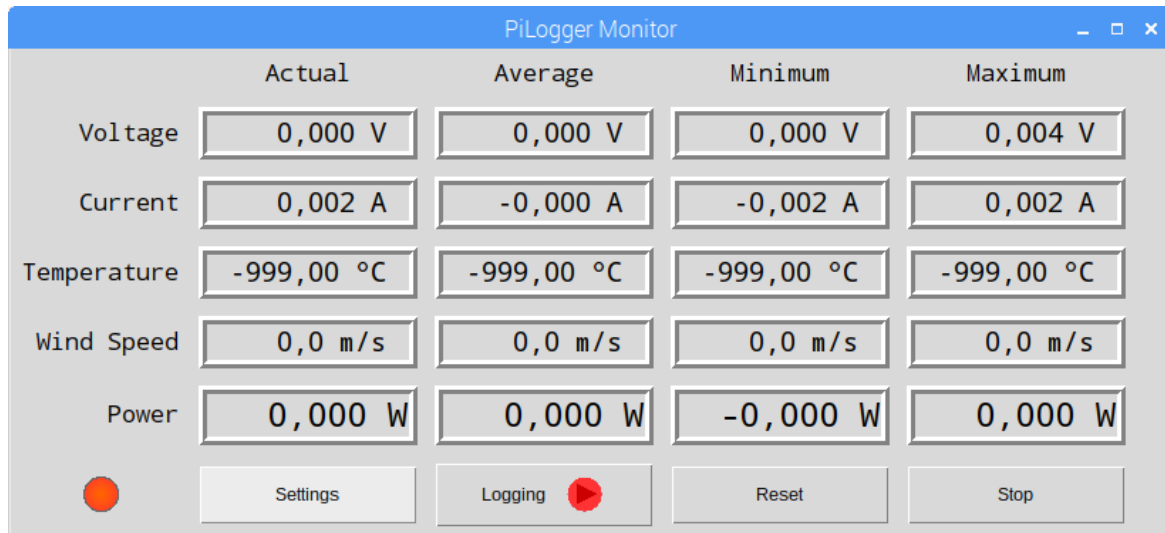 PiLogger Monitor
Actual Average Minimum Maximum
Voltage 0,000 V 0,000 V 0,000 V 0,004 V
Current 0,002 A -0,000 A -0,002 A 0,002 A
Temperature -999,00 °C -999,00 °C -999,00 °C -999,00 °C
Wind Speed 0,0 m/s 0,0 m/s 0,0 m/s 0,0 m/s
Power 0,000 W 0,000 W -0,000 W 0,000 W
Settings Logging Reset Stop